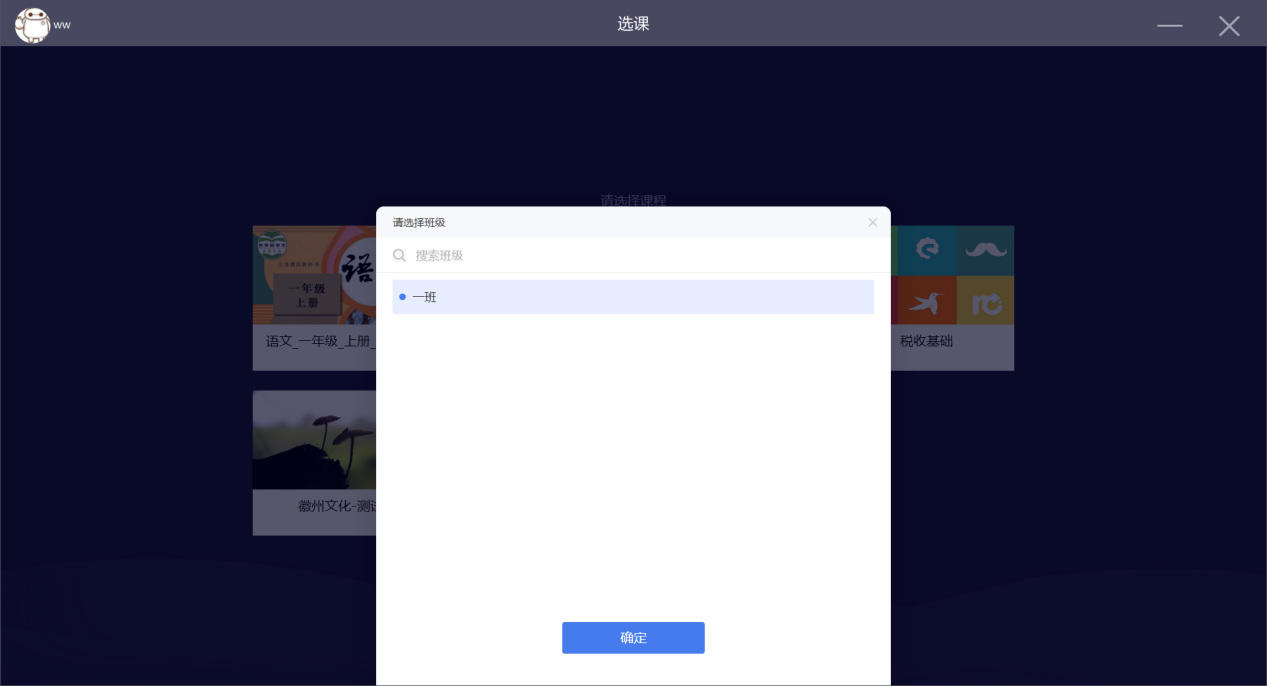 ww
选课
请选择课程
请选择班级
搜索班级
一班
语
一年级
上册
语文_一年级_上册_
税收基础
徽州文化-测试
确定